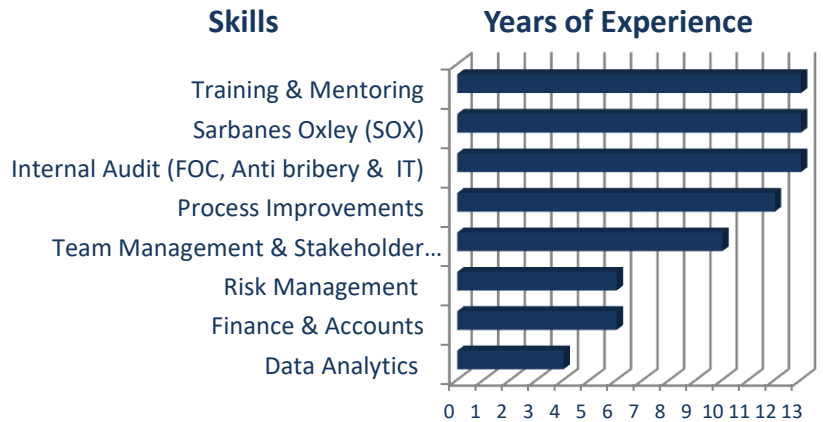 Skills Years of Experience
Training & Mentoring
Sarbanes Oxley (SOX)
Internal Audit (FOC, Anti bribery &  IT)
Process Improvements
Team Management & Stakeholder…
Risk Management
Finance & Accounts
Data Analytics
0 1 2 3 4 5 6 7 8 9 10 11 12 13